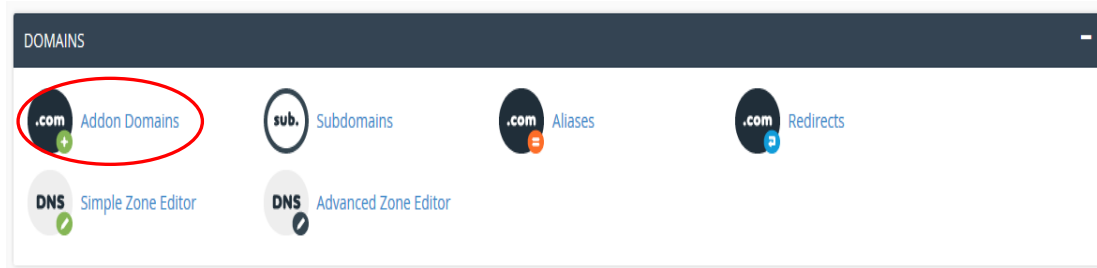 DOMAINS
.com Addon Domains sub. Subdomains .com Aliases .com Redirects
DNS Simple Zone Editor DNS Advanced Zone Editor